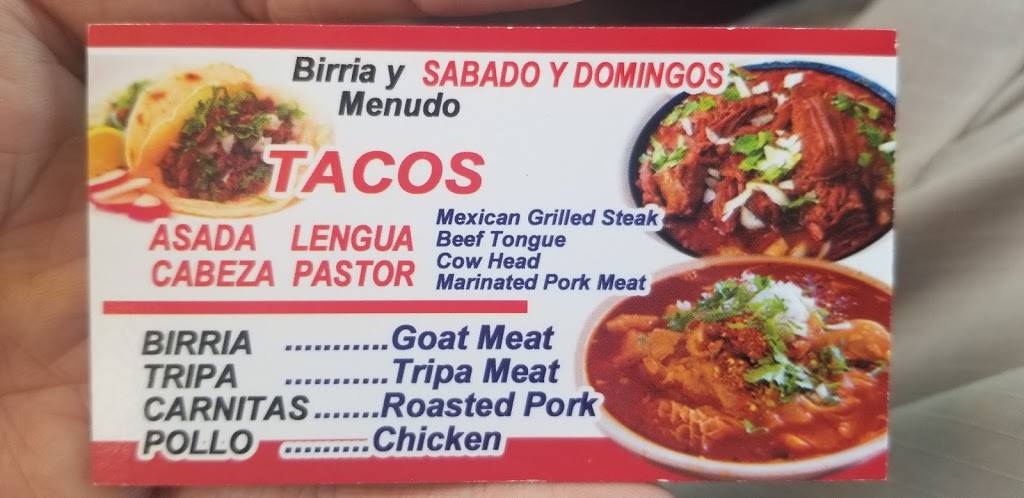 Birria y SABADO Y DOMINGOS
Menudo
TACOS
ASADA LENGUA
CABEZA PASTOR
Mexican Grilled Steak
Beef Tongue
Cow Head
Marinated Pork Meat
BIRRIA ...........Goat Meat
TRIPA ...........Tripa Meat
CARNITAS.......Roasted Pork
POLLO .........Chicken